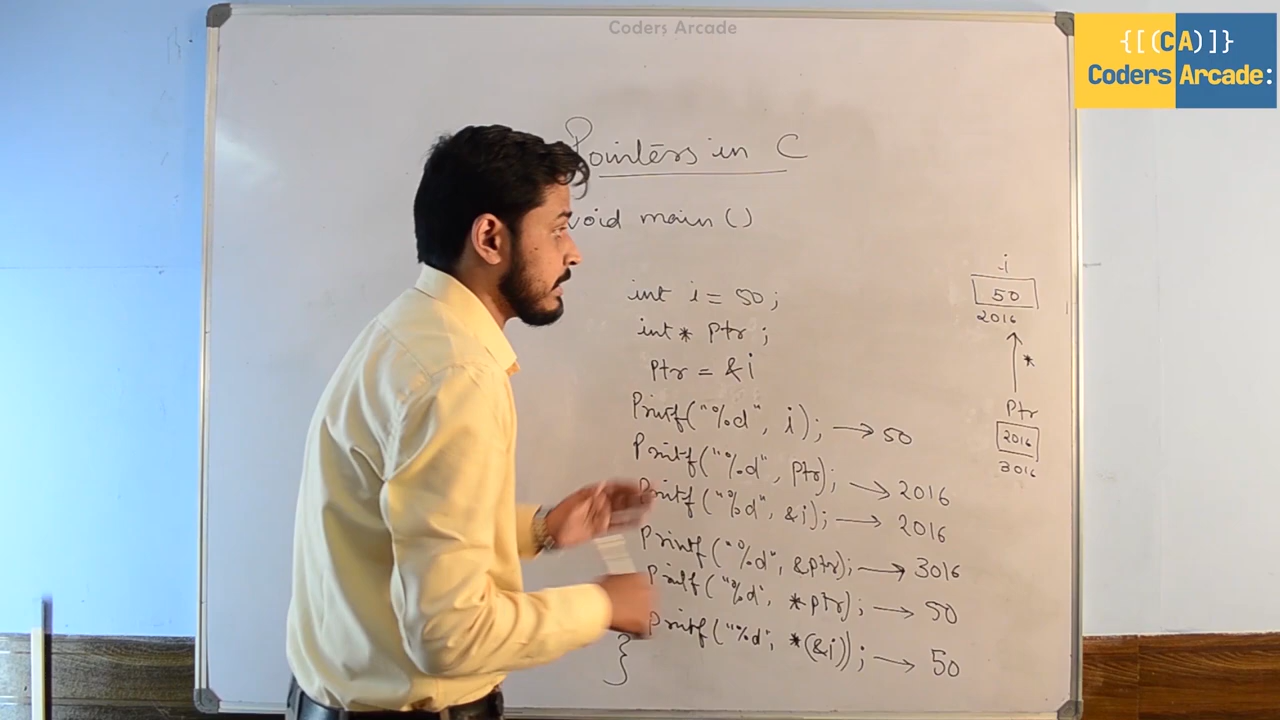 Coders Arcade
{[(CA)]}
Coders Arcade:
Pointers in C
void main ()
int i = 50;
int * ptr ;
ptr = &i
Printf("%d", i); → 50
Printf("%d", ptr); → 2016
Printf("%d", &i); → 2016
Printf("%d", &ptr); → 3016
Printf("%d", *ptr); → 50
Printf("%d", *(&i)); → 50
}
i
50
2016
*
Ptr
2016
3016